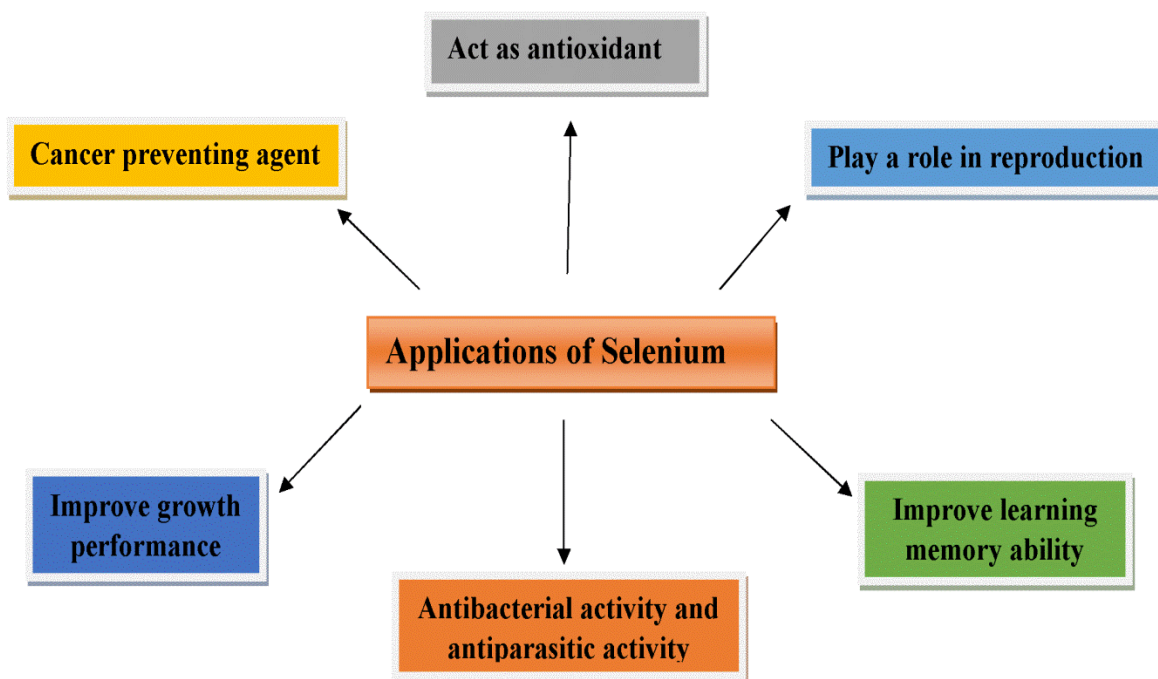 Act as antioxidant
Cancer preventing agent
Play a role in reproduction
Applications of Selenium
Improve growth
performance
Antibacterial activity and
antiparasitic activity
Improve learning
memory ability